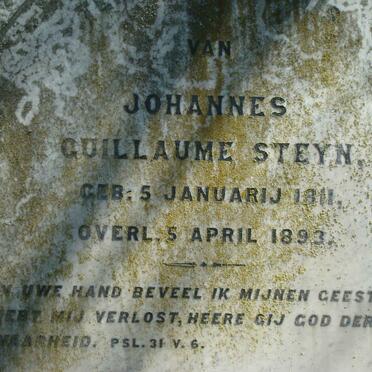 VAN
JOHANNES
GUILLAUME STEYN,
GEB: 5 JANUARIJ 1811,
OVERL. 5 APRIL 1893.
UWE HAND BEVEEL IK MIJNEN GEEST
HEBT MIJ VERLOST, HEERE GIJ GOD DER
WAARHEID. PSL. 31 V. 6.